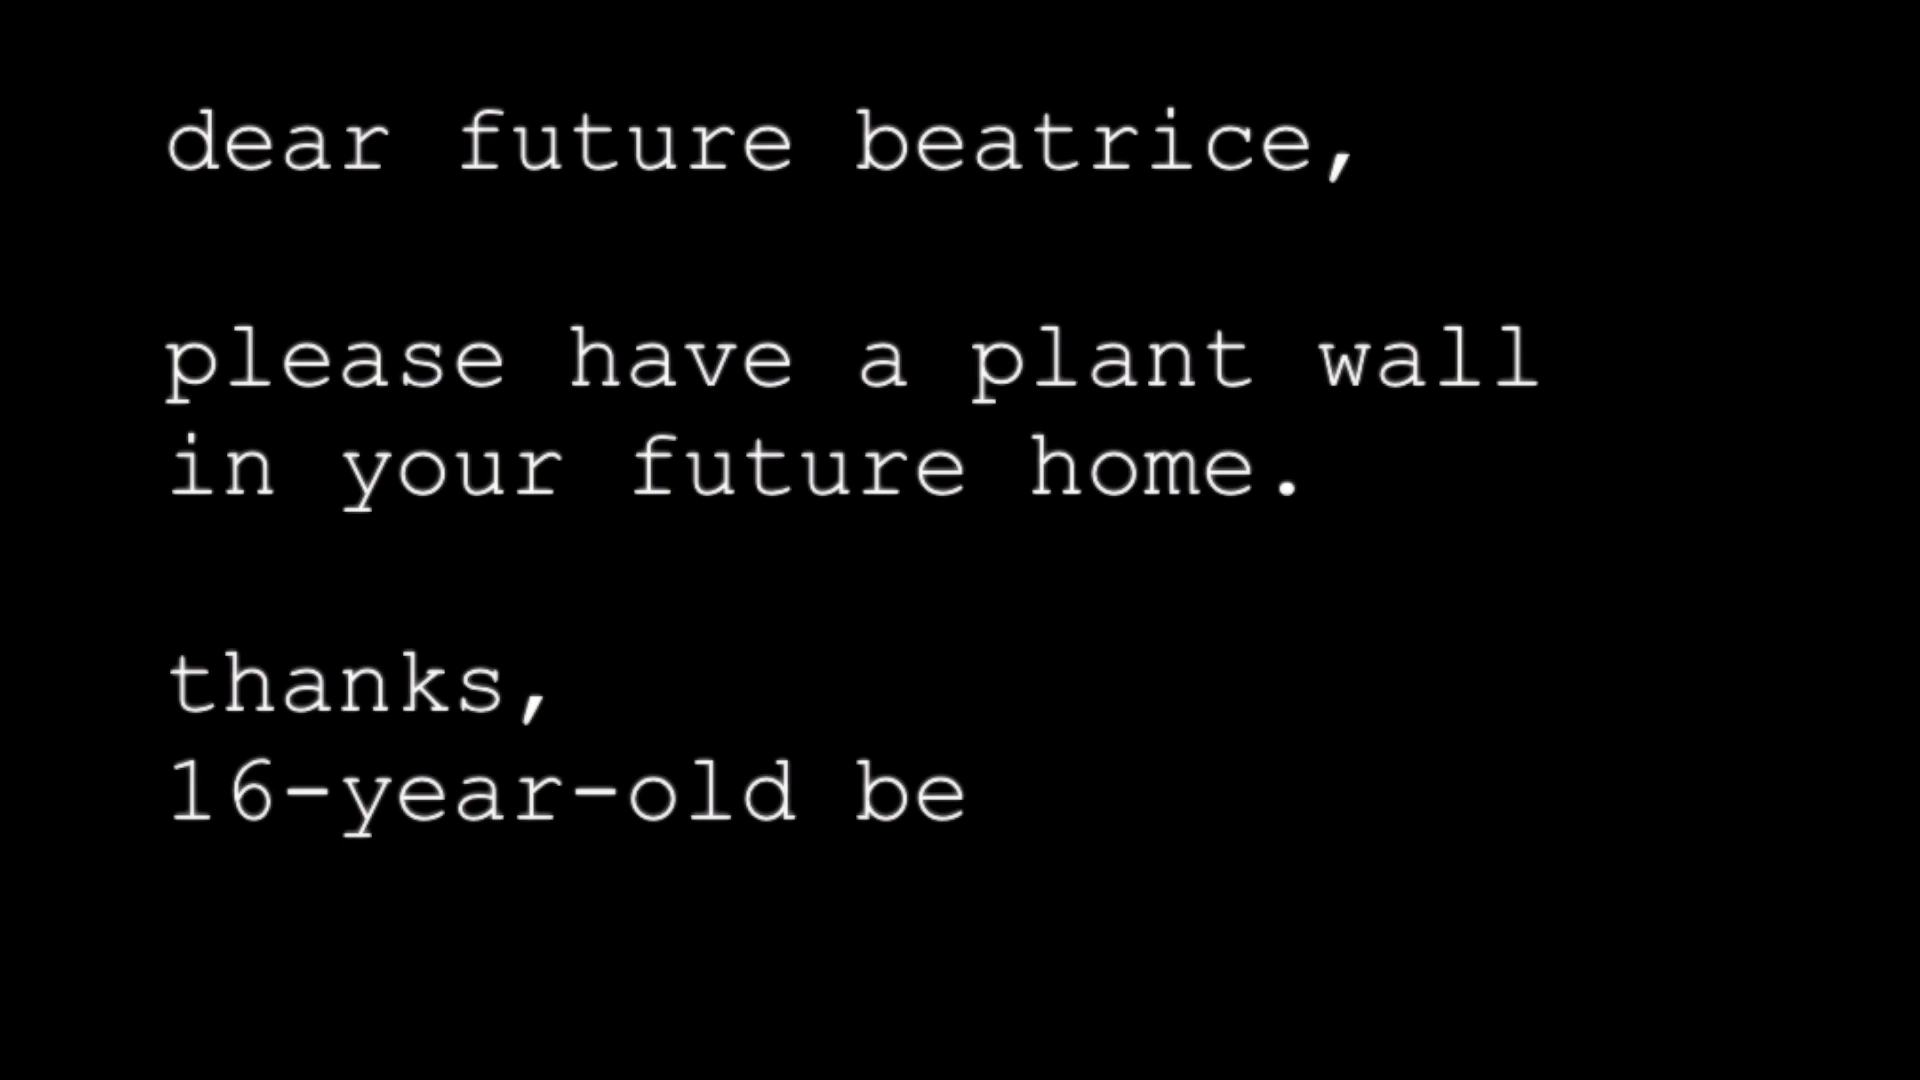 dear future beatrice,
please have a plant wall
in your future home.
thanks,
16-year-old be